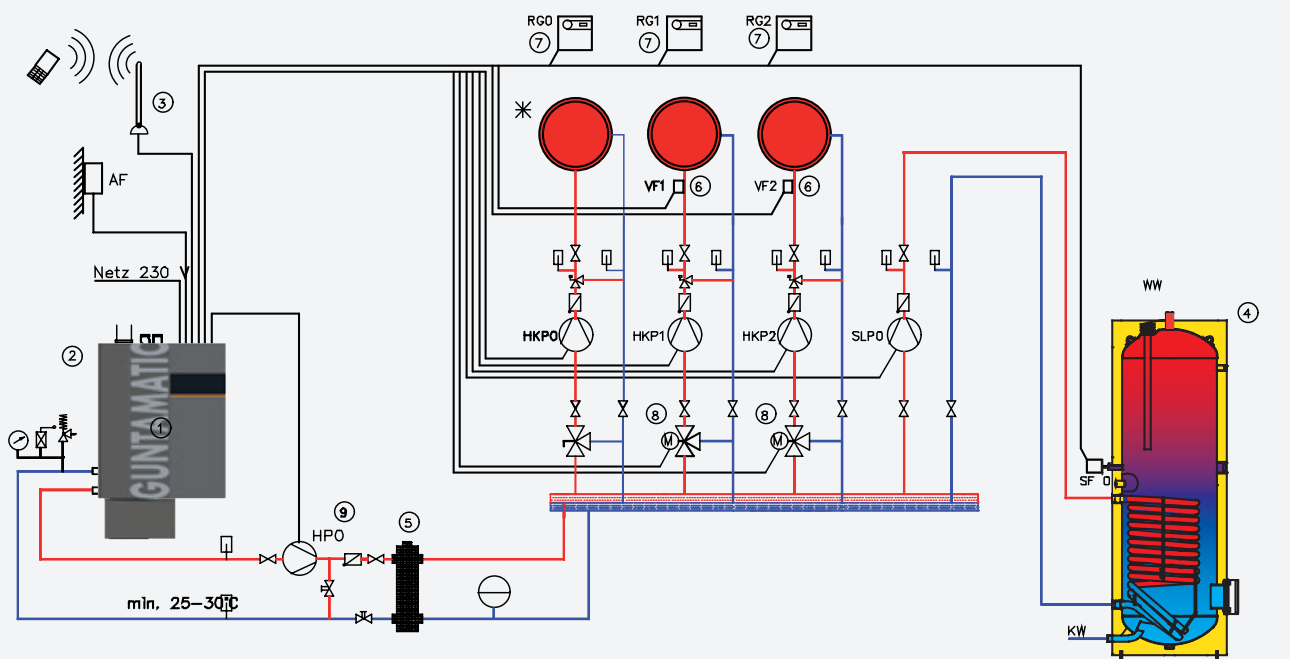 RG0 RG1 RG2
7 7 7
3
AF
VF1 6 VF2 6
Netz 230
WW
HKP0 HKP1 HKP2 SLP0
4
2
GUNTAMATIC
1
8 8
M M
SF 0
9 5
HP0
min. 25-30°C
KW